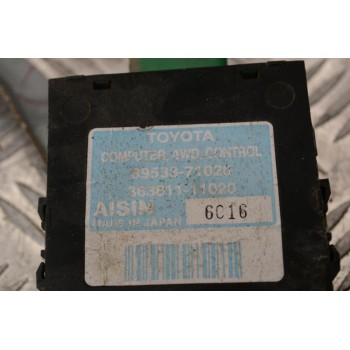 TOYOTA
COMPUTER, 4WD CONTROL
89533-71020
363811-11020
AISIN 6C16
MADE IN JAPAN